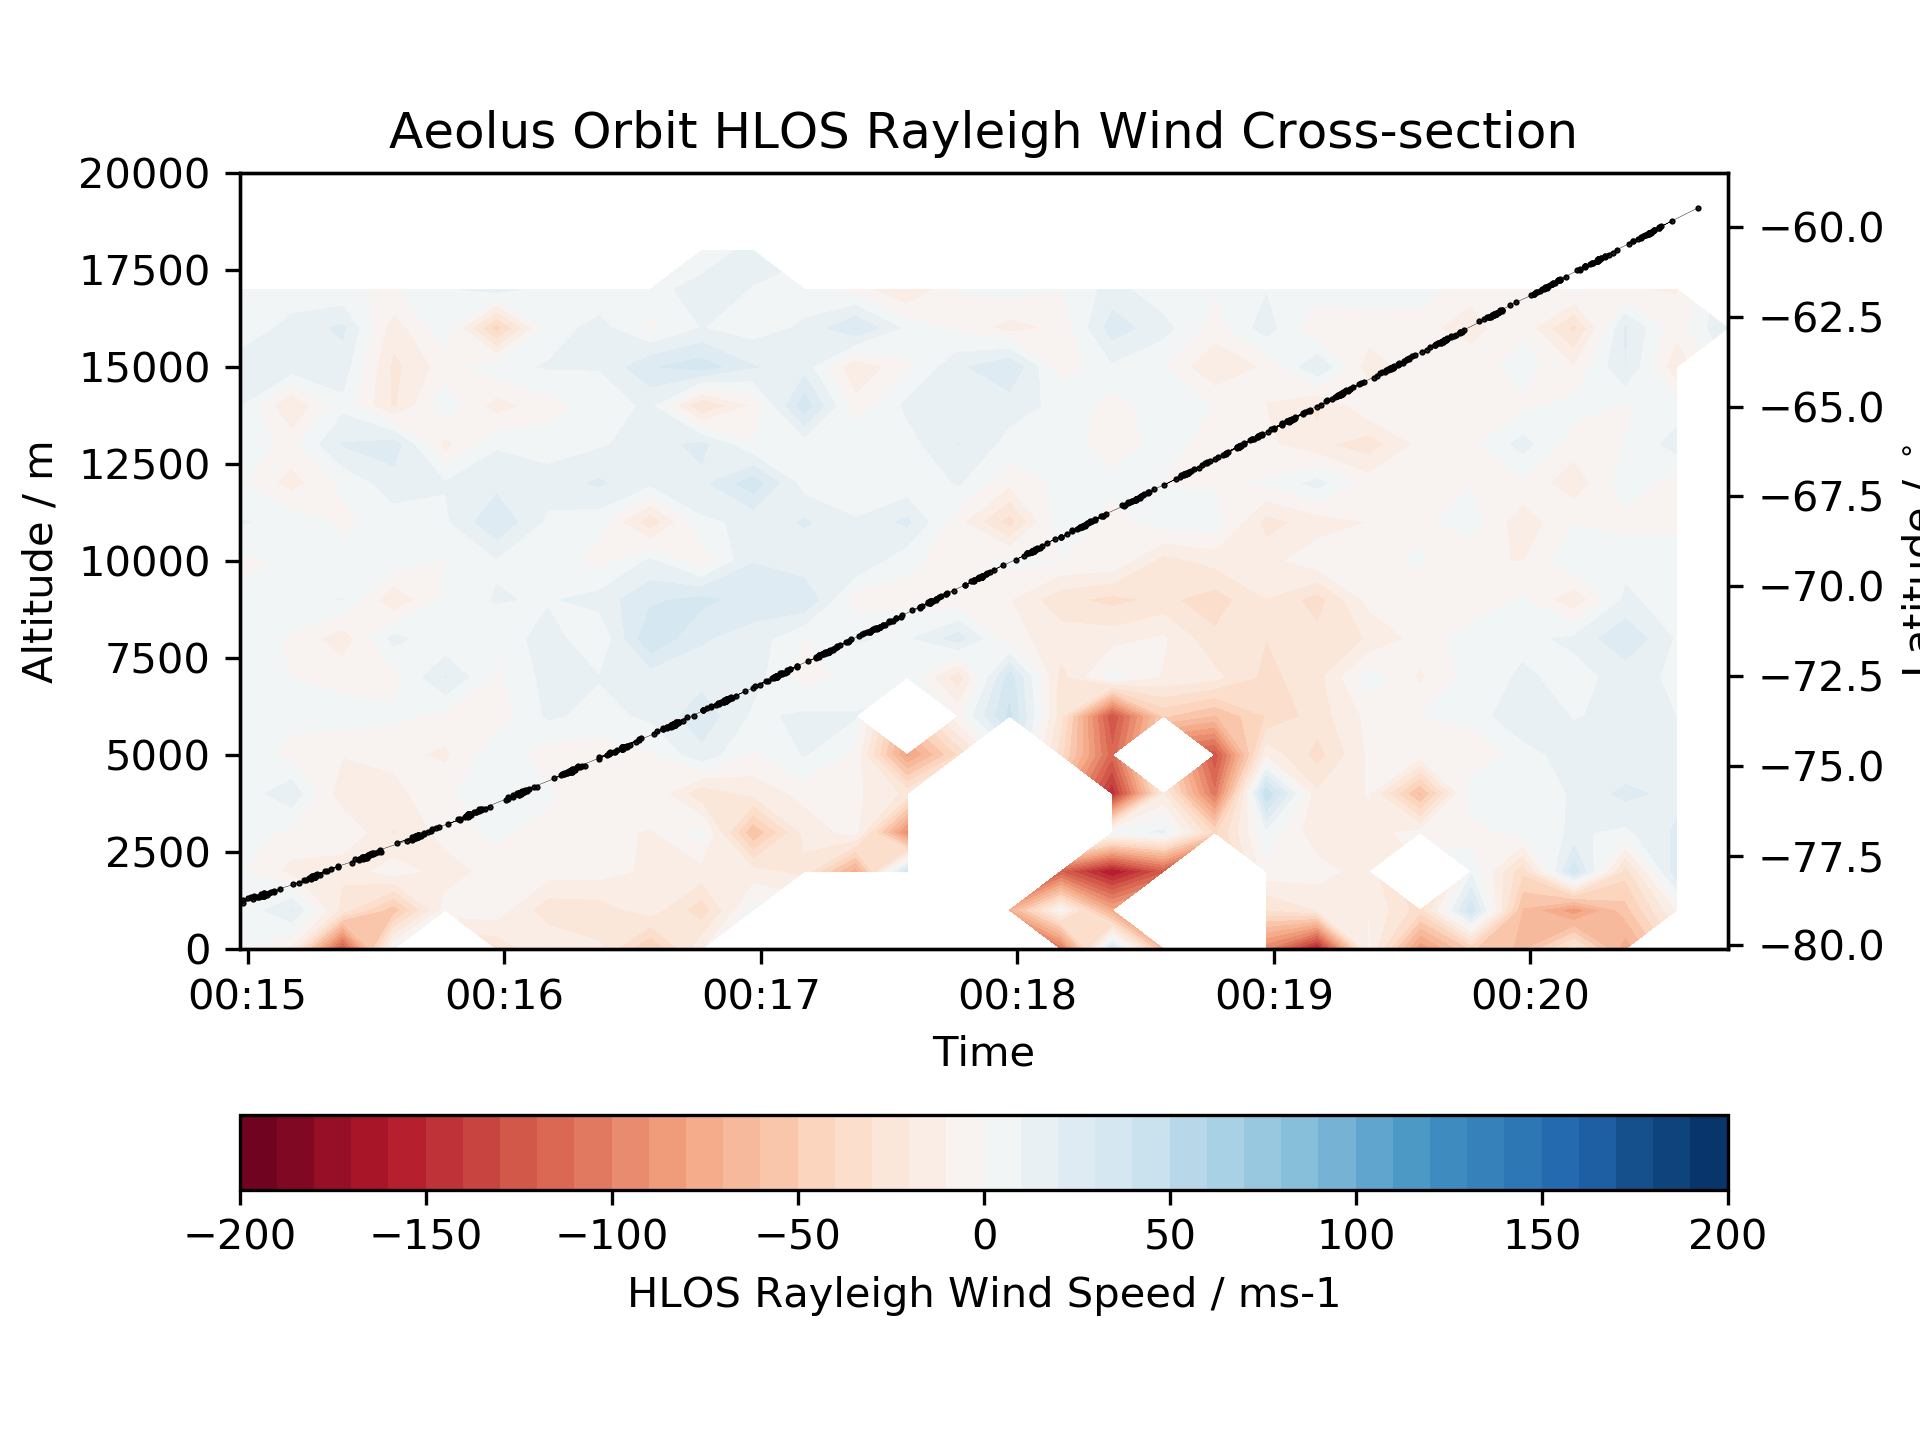 Aeolus Orbit HLOS Rayleigh Wind Cross-section
20000
17500
15000
12500
10000
7500
5000
2500
0
Altitude / m
−60.0
−62.5
−65.0
−67.5
−70.0
−72.5
−75.0
−77.5
−80.0
Latitude / °
00:15 00:16 00:17 00:18 00:19 00:20
Time
−200 −150 −100 −50 0 50 100 150 200
HLOS Rayleigh Wind Speed / ms-1